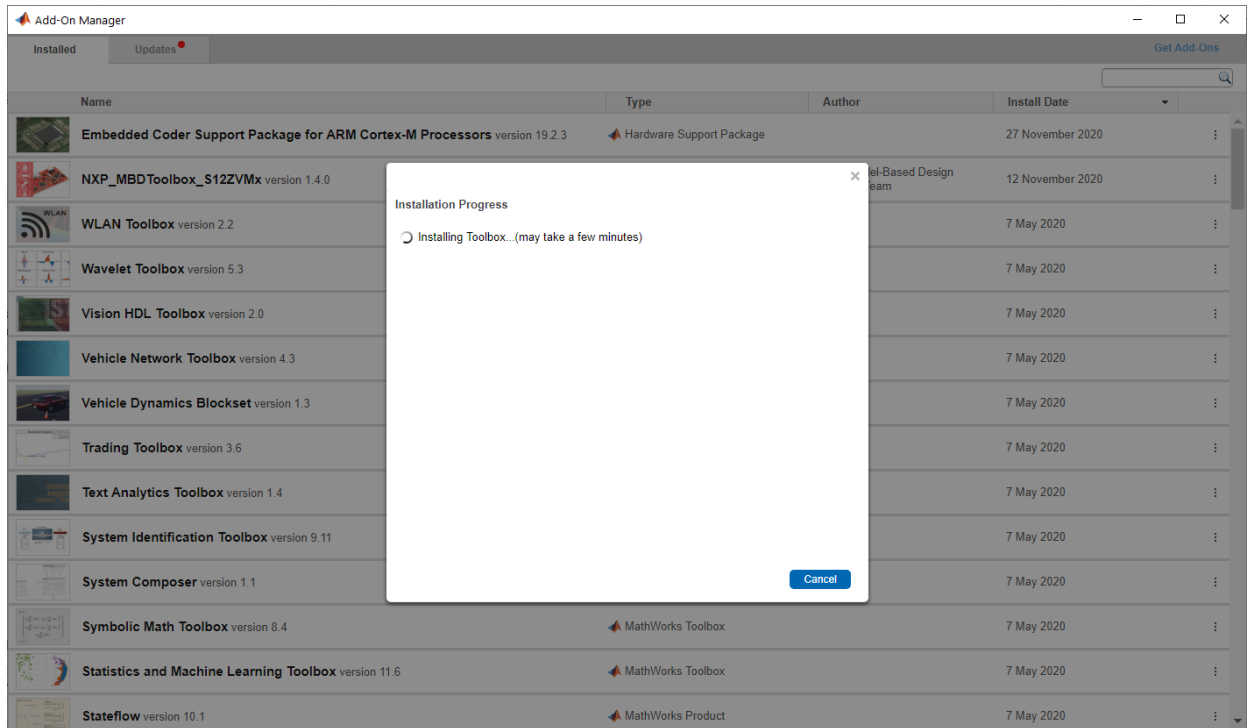 Add-On Manager
Installed
Updates
Get Add-Ons
Name
Type
Author
Install Date
Embedded Coder Support Package for ARM Cortex-M Processors version 19.2.3
Hardware Support Package
27 November 2020
NXP_MBDToolbox_S12ZVMx version 1.4.0
el-Based Design
eam
12 November 2020
WLAN
WLAN Toolbox version 2.2
7 May 2020
Wavelet Toolbox version 5.3
7 May 2020
Vision HDL Toolbox version 2.0
7 May 2020
Vehicle Network Toolbox version 4.3
7 May 2020
Vehicle Dynamics Blockset version 1.3
7 May 2020
Trading Toolbox version 3.6
7 May 2020
Text Analytics Toolbox version 1.4
7 May 2020
System Identification Toolbox version 9.11
7 May 2020
System Composer version 1.1
7 May 2020
Symbolic Math Toolbox version 8.4
MathWorks Toolbox
7 May 2020
Statistics and Machine Learning Toolbox version 11.6
MathWorks Toolbox
7 May 2020
Stateflow version 10.1
MathWorks Product
7 May 2020
Installation Progress
Installing Toolbox...(may take a few minutes)
Cancel